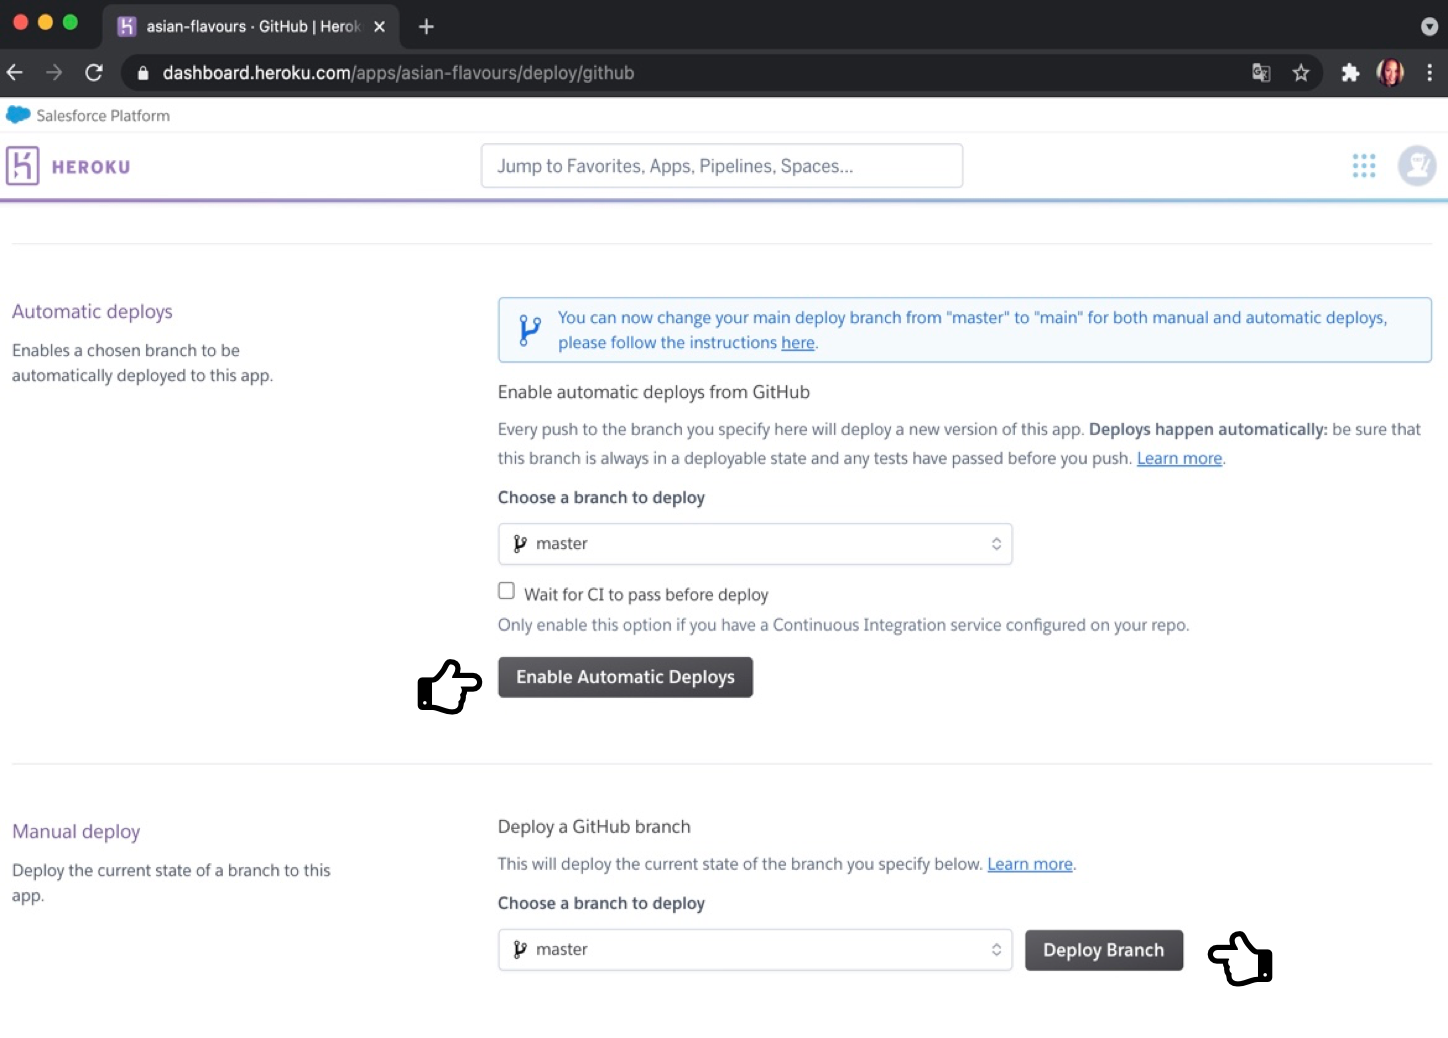 asian-flavours · GitHub | Herok
dashboard.heroku.com/apps/asian-flavours/deploy/github
Salesforce Platform
HEROKU
Jump to Favorites, Apps, Pipelines, Spaces...
Automatic deploys
Enables a chosen branch to be
automatically deployed to this app.
You can now change your main deploy branch from "master" to "main" for both manual and automatic deploys,
please follow the instructions here.
Enable automatic deploys from GitHub
Every push to the branch you specify here will deploy a new version of this app. Deploys happen automatically: be sure that
this branch is always in a deployable state and any tests have passed before you push. Learn more.
Choose a branch to deploy
master
Wait for CI to pass before deploy
Only enable this option if you have a Continuous Integration service configured on your repo.
Enable Automatic Deploys
Manual deploy
Deploy the current state of a branch to this
app.
Deploy a GitHub branch
This will deploy the current state of the branch you specify below. Learn more.
Choose a branch to deploy
master
Deploy Branch